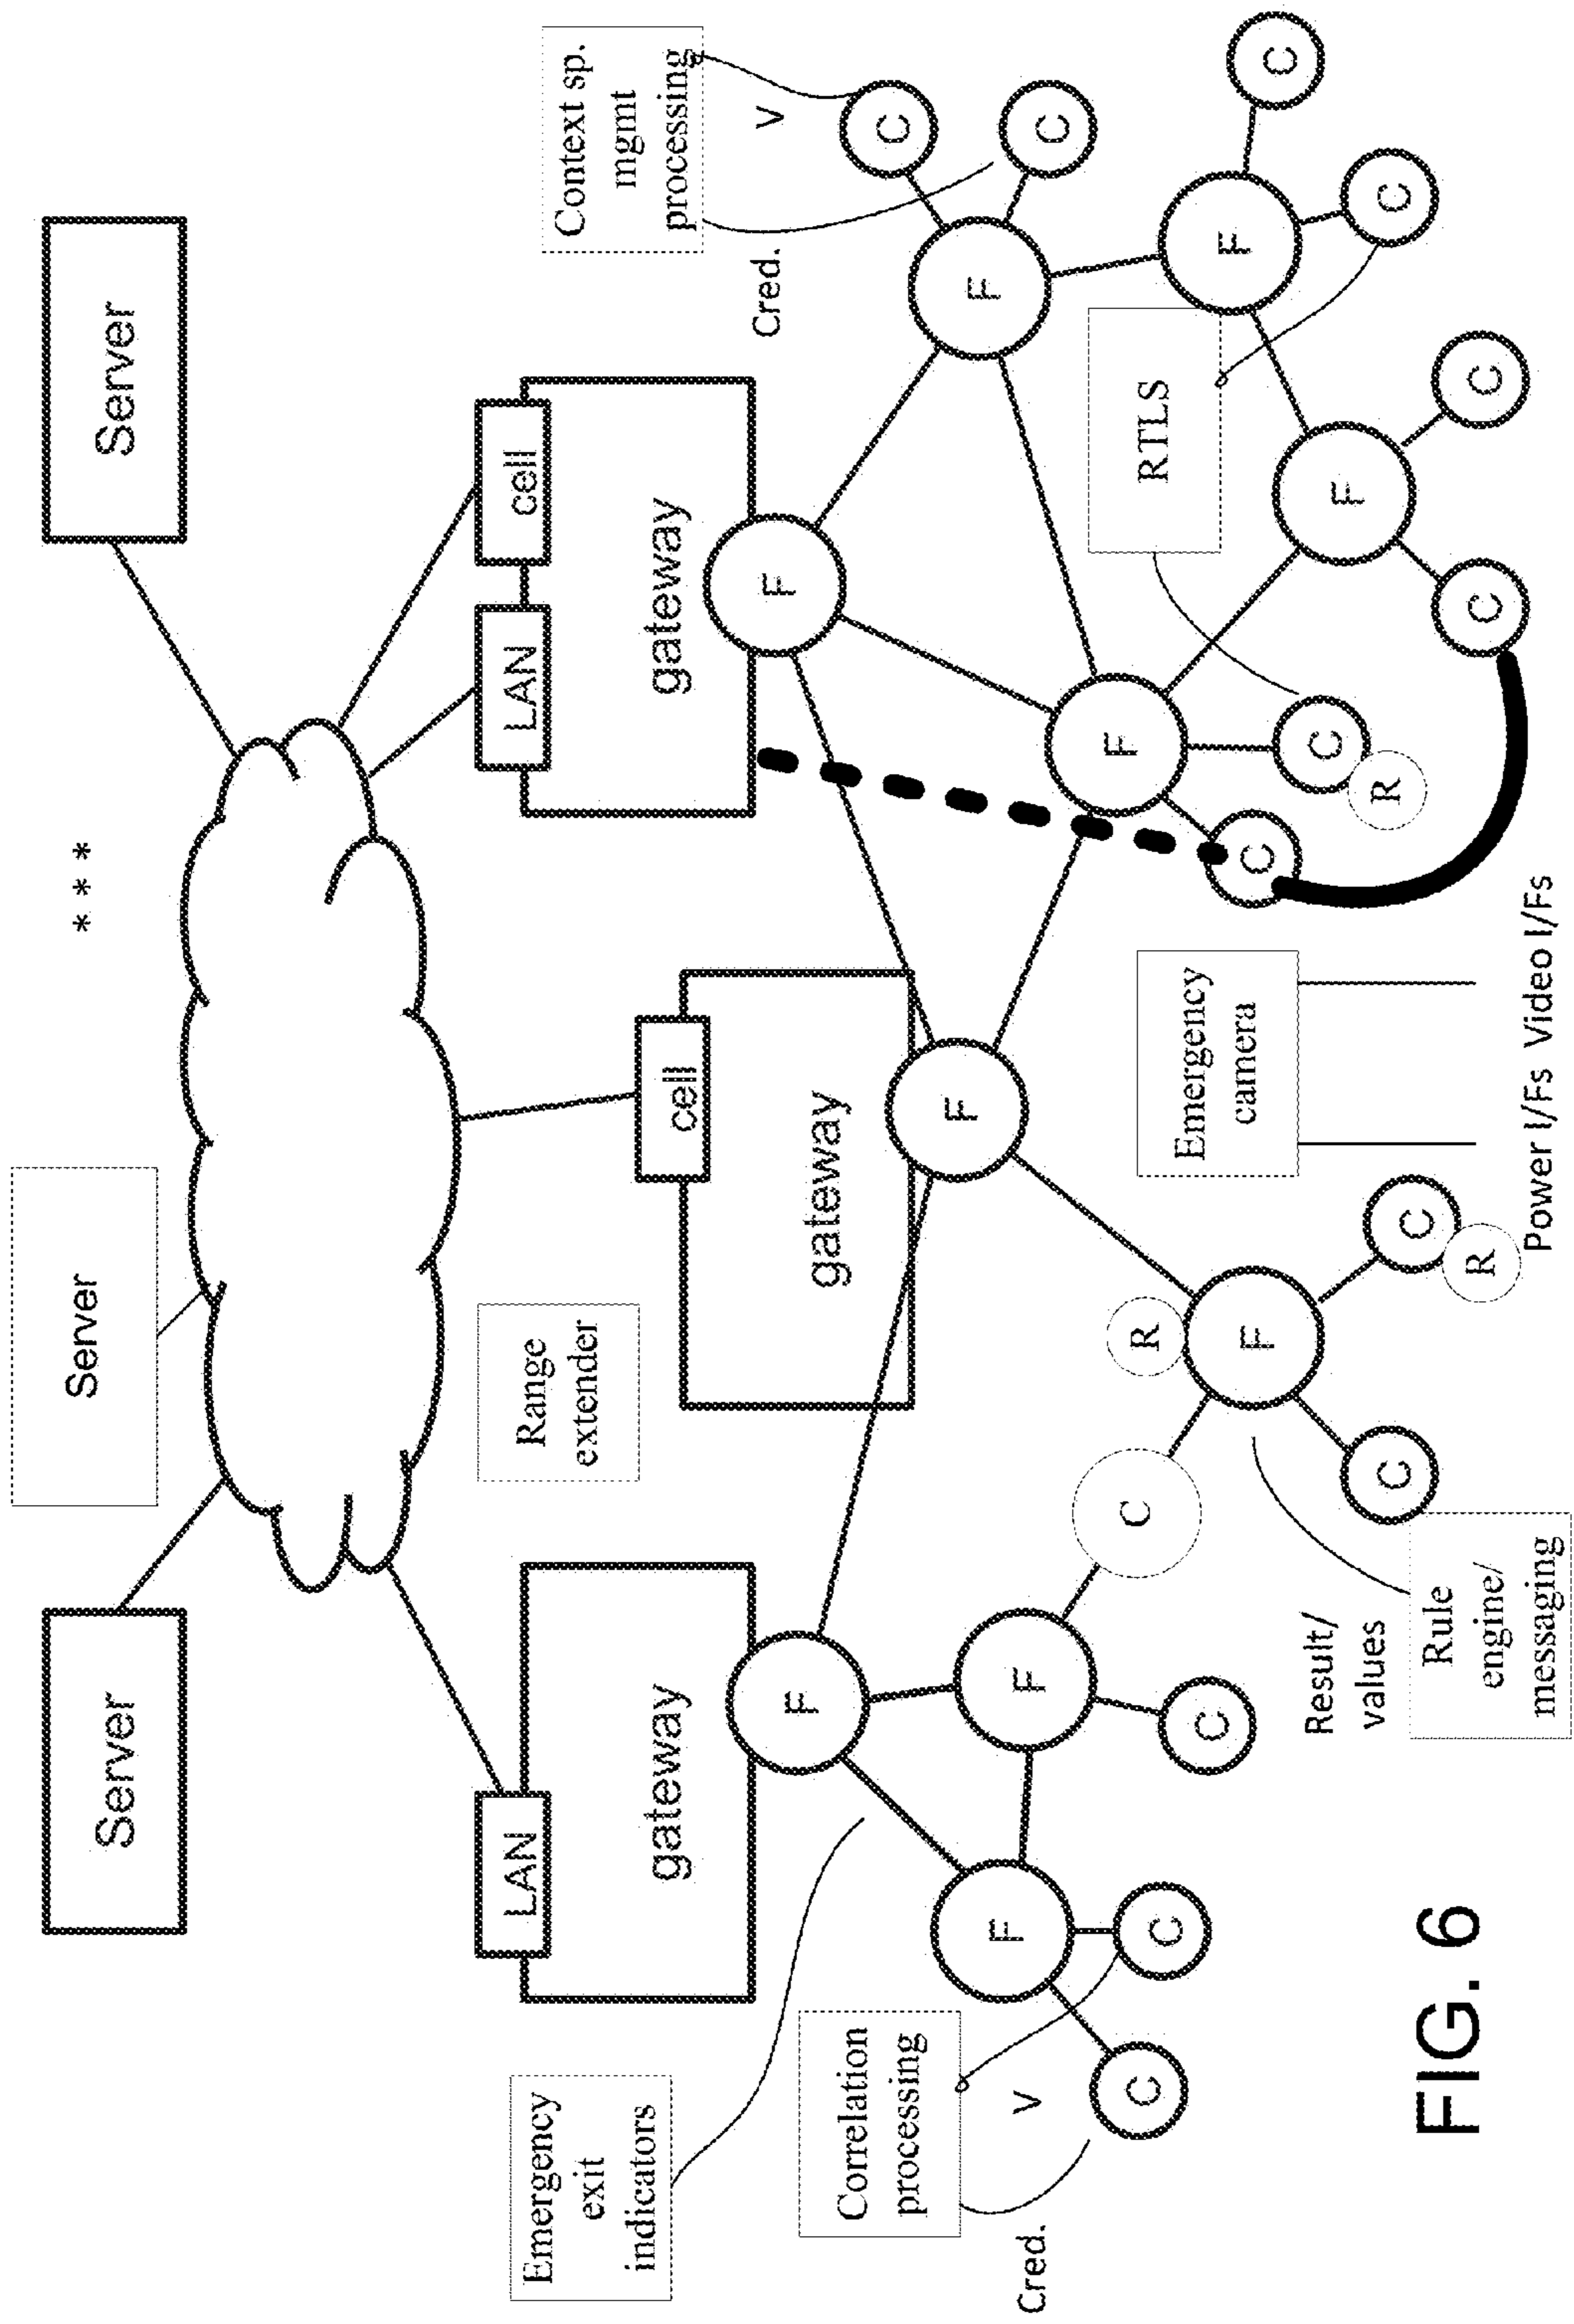 Server
Server
* * *
Server
LAN
LAN
cell
Emergency
exit
indicators
Range
extender
Context sp.
mgmt
processing
gateway
cell
gateway
gateway
Cred.
V
F
F
Correlation
processing
C
F
F
F
Cred.
V
F
F
C
F
C
C
C
R
Emergency
camera
RTLS
C
F
C
F
F
C
C
Result/
values
C
C
R
F
C
C
R
Rule
engine/
messaging
C
C
Power I/Fs Video I/Fs
FIG. 6